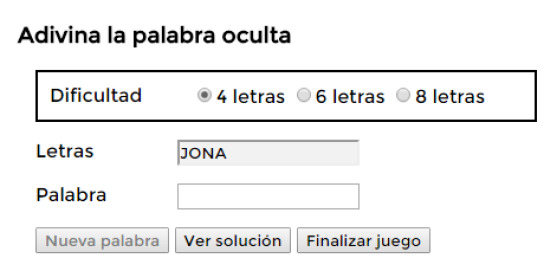 Adivina la palabra oculta
Dificultad 4 letras 6 letras 8 letras
Letras JONA
Palabra
Nueva palabra Ver solución Finalizar juego